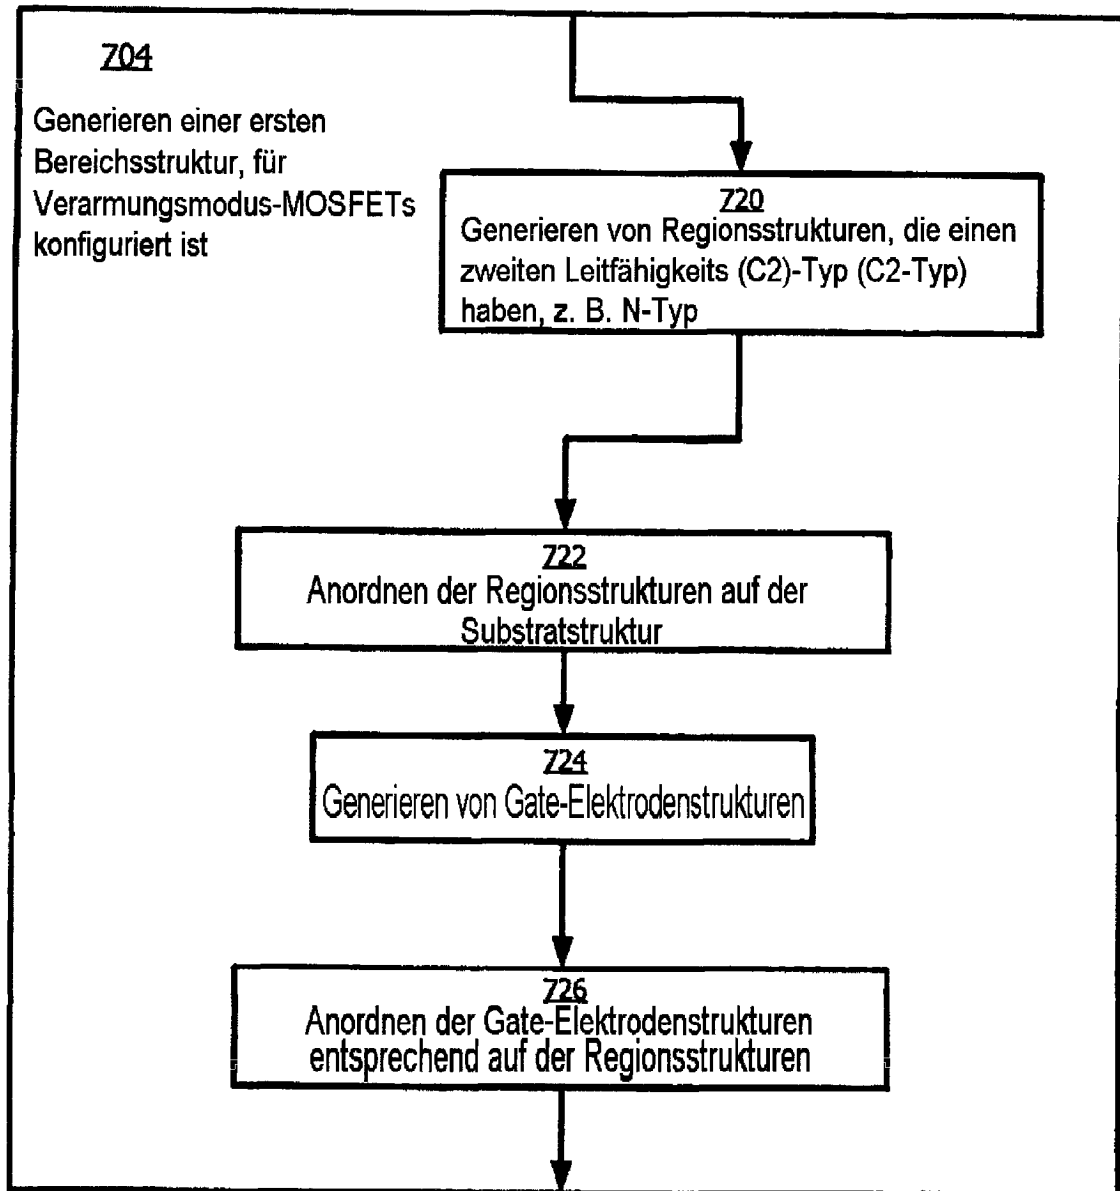 704
Generieren einer ersten
Bereichsstruktur, für
Verarmungsmodus-MOSFETs
konfiguriert ist
720
Generieren von Regionsstrukturen, die einen
zweiten Leitfähigkeits (C2)-Typ (C2-Typ)
haben, z. B. N-Typ
722
Anordnen der Regionsstrukturen auf der
Substratstruktur
724
Generieren von Gate-Elektrodenstrukturen
726
Anordnen der Gate-Elektrodenstrukturen
entsprechend auf der Regionsstrukturen